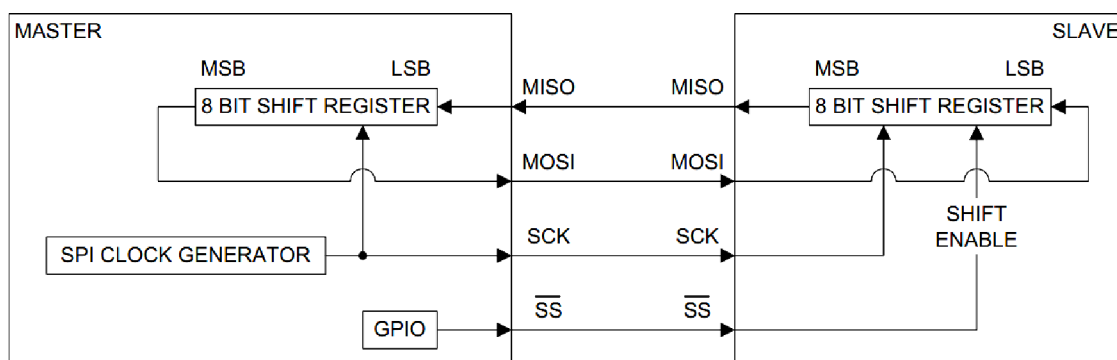 MASTER
SLAVE
MSB
LSB
MSB
LSB
8 BIT SHIFT REGISTER
MISO
MISO
8 BIT SHIFT REGISTER
MOSI
MOSI
SHIFT
ENABLE
SPI CLOCK GENERATOR
SCK
SCK
GPIO
SS
SS